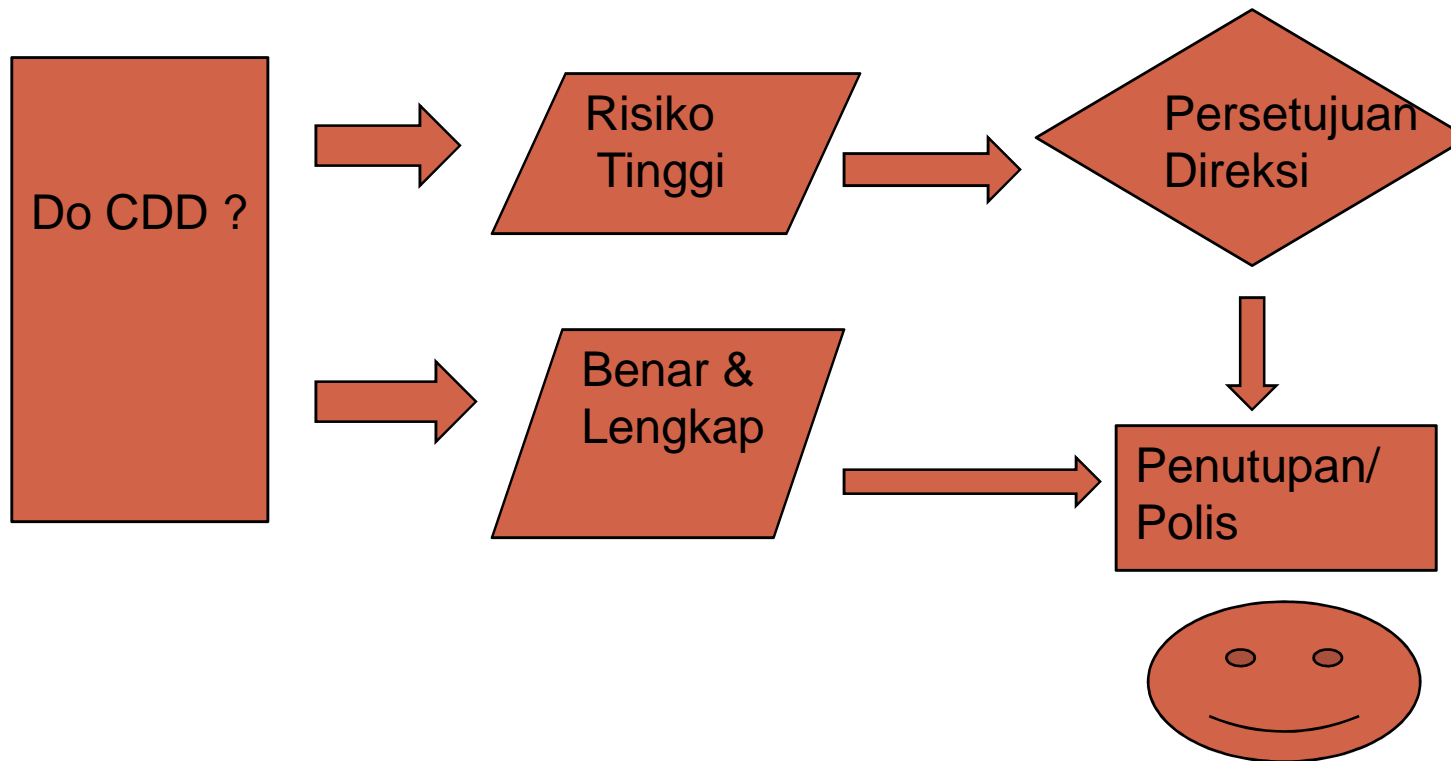 Do CDD ?
Risiko
Tinggi
Persetujuan
Direksi
Benar &
Lengkap
Penutupan/
Polis